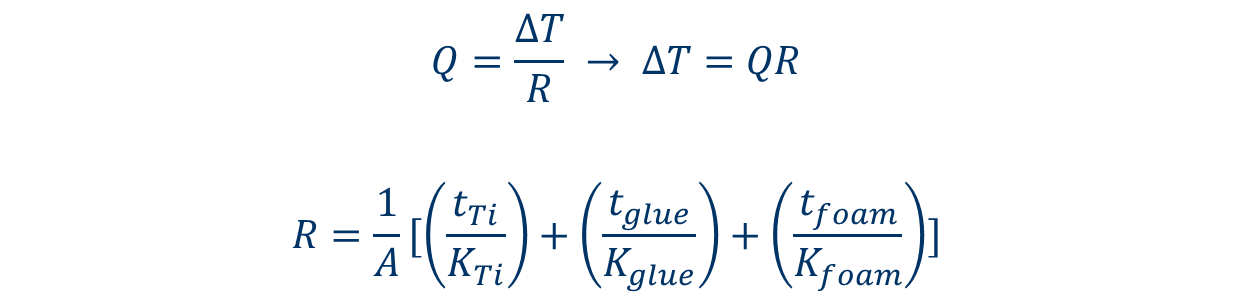 Q = ΔT/R → ΔT = QR
R = 1/A [(t_Ti/K_Ti) + (t_glue/K_glue) + (t_foam/K_foam)]